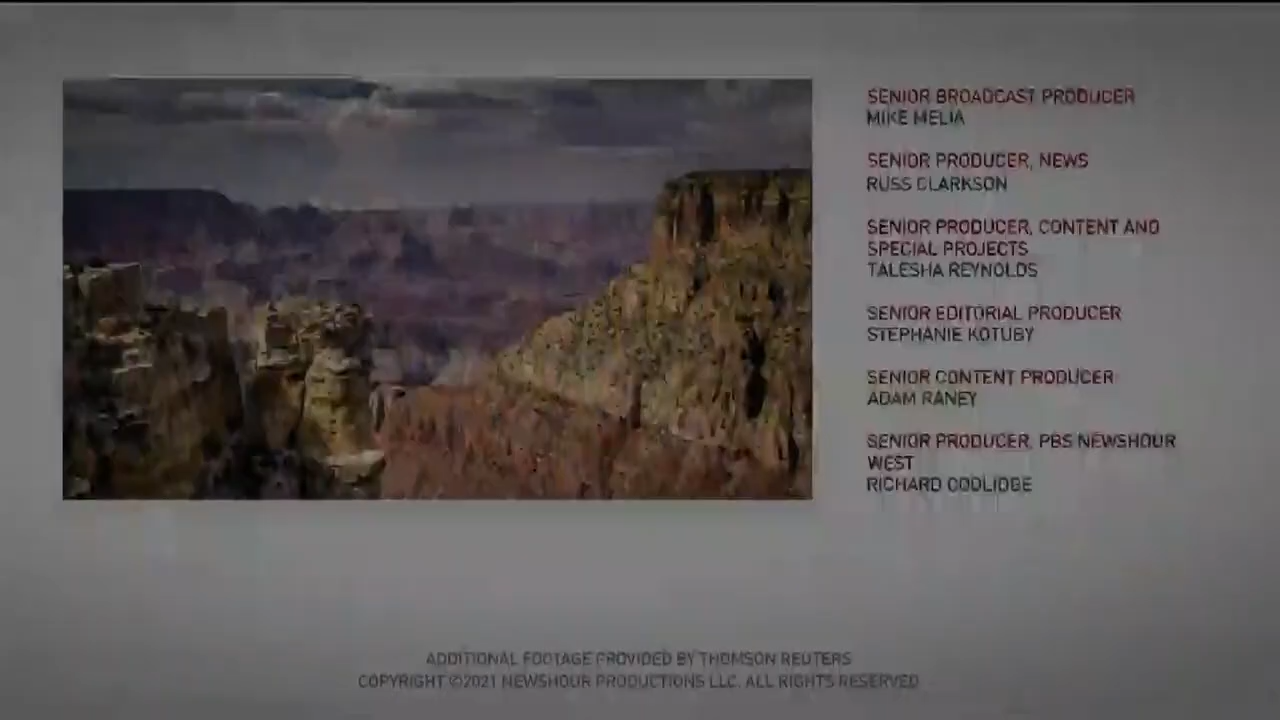 SENIOR BROADCAST PRODUCER
MIKE MELIA
SENIOR PRODUCER, NEWS
RUSS CLARKSON
SENIOR PRODUCER, CONTENT AND
SPECIAL PROJECTS
TALESHA REYNOLDS
SENIOR EDITORIAL PRODUCER
STEPHANIE KOTUBY
SENIOR CONTENT PRODUCER
ADAM RANEY
SENIOR PRODUCER, PBS NEWSHOUR
WEST
RICHARD COOLIDGE
ADDITIONAL FOOTAGE PROVIDED BY THOMSON REUTERS
COPYRIGHT ©2021 NEWSHOUR PRODUCTIONS LLC. ALL RIGHTS RESERVED